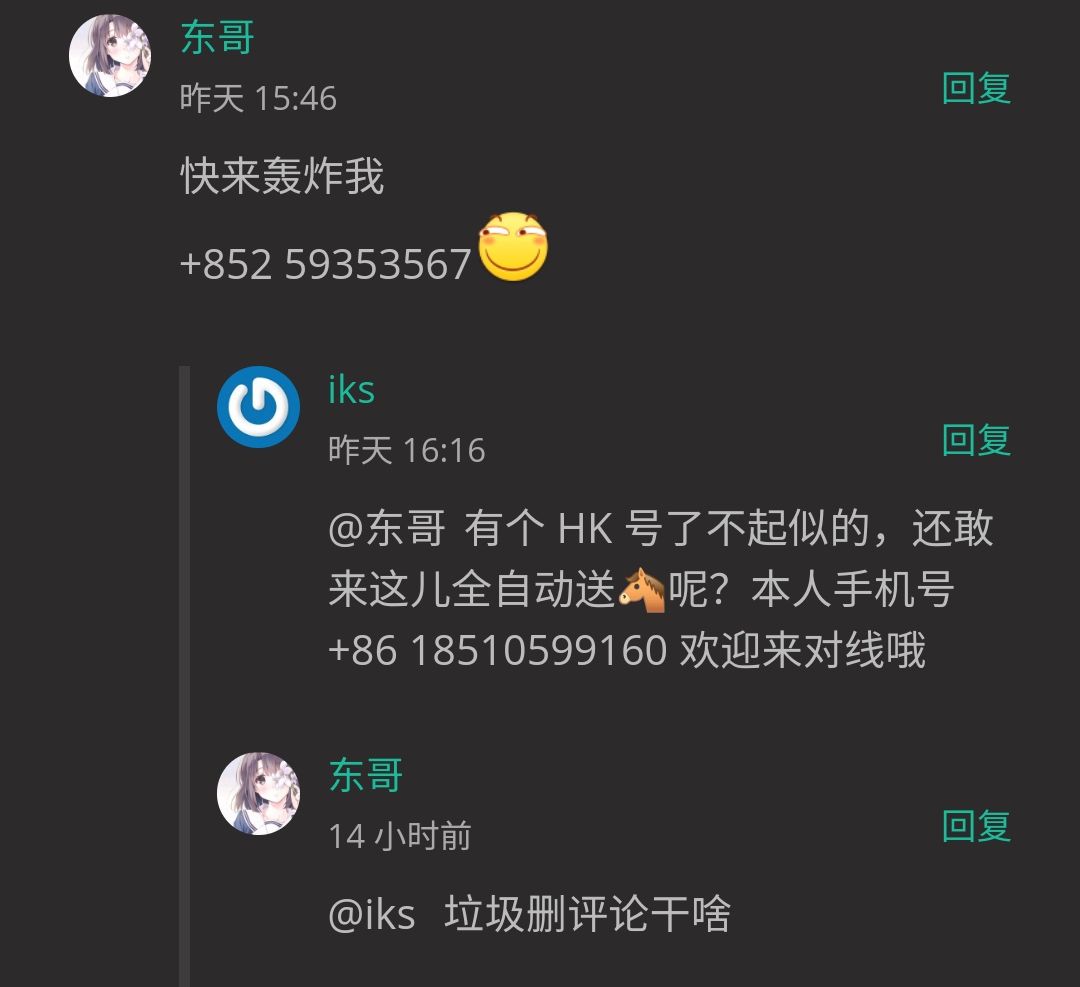 东哥
昨天 15:46
回复
快来轰炸我
+852 59353567
iks
昨天 16:16
回复
@东哥 有个 HK 号了不起似的，还敢
来这儿全自动送🐴呢？本人手机号
+86 18510599160 欢迎来对线哦
东哥
14 小时前
回复
@iks 垃圾删评论干啥